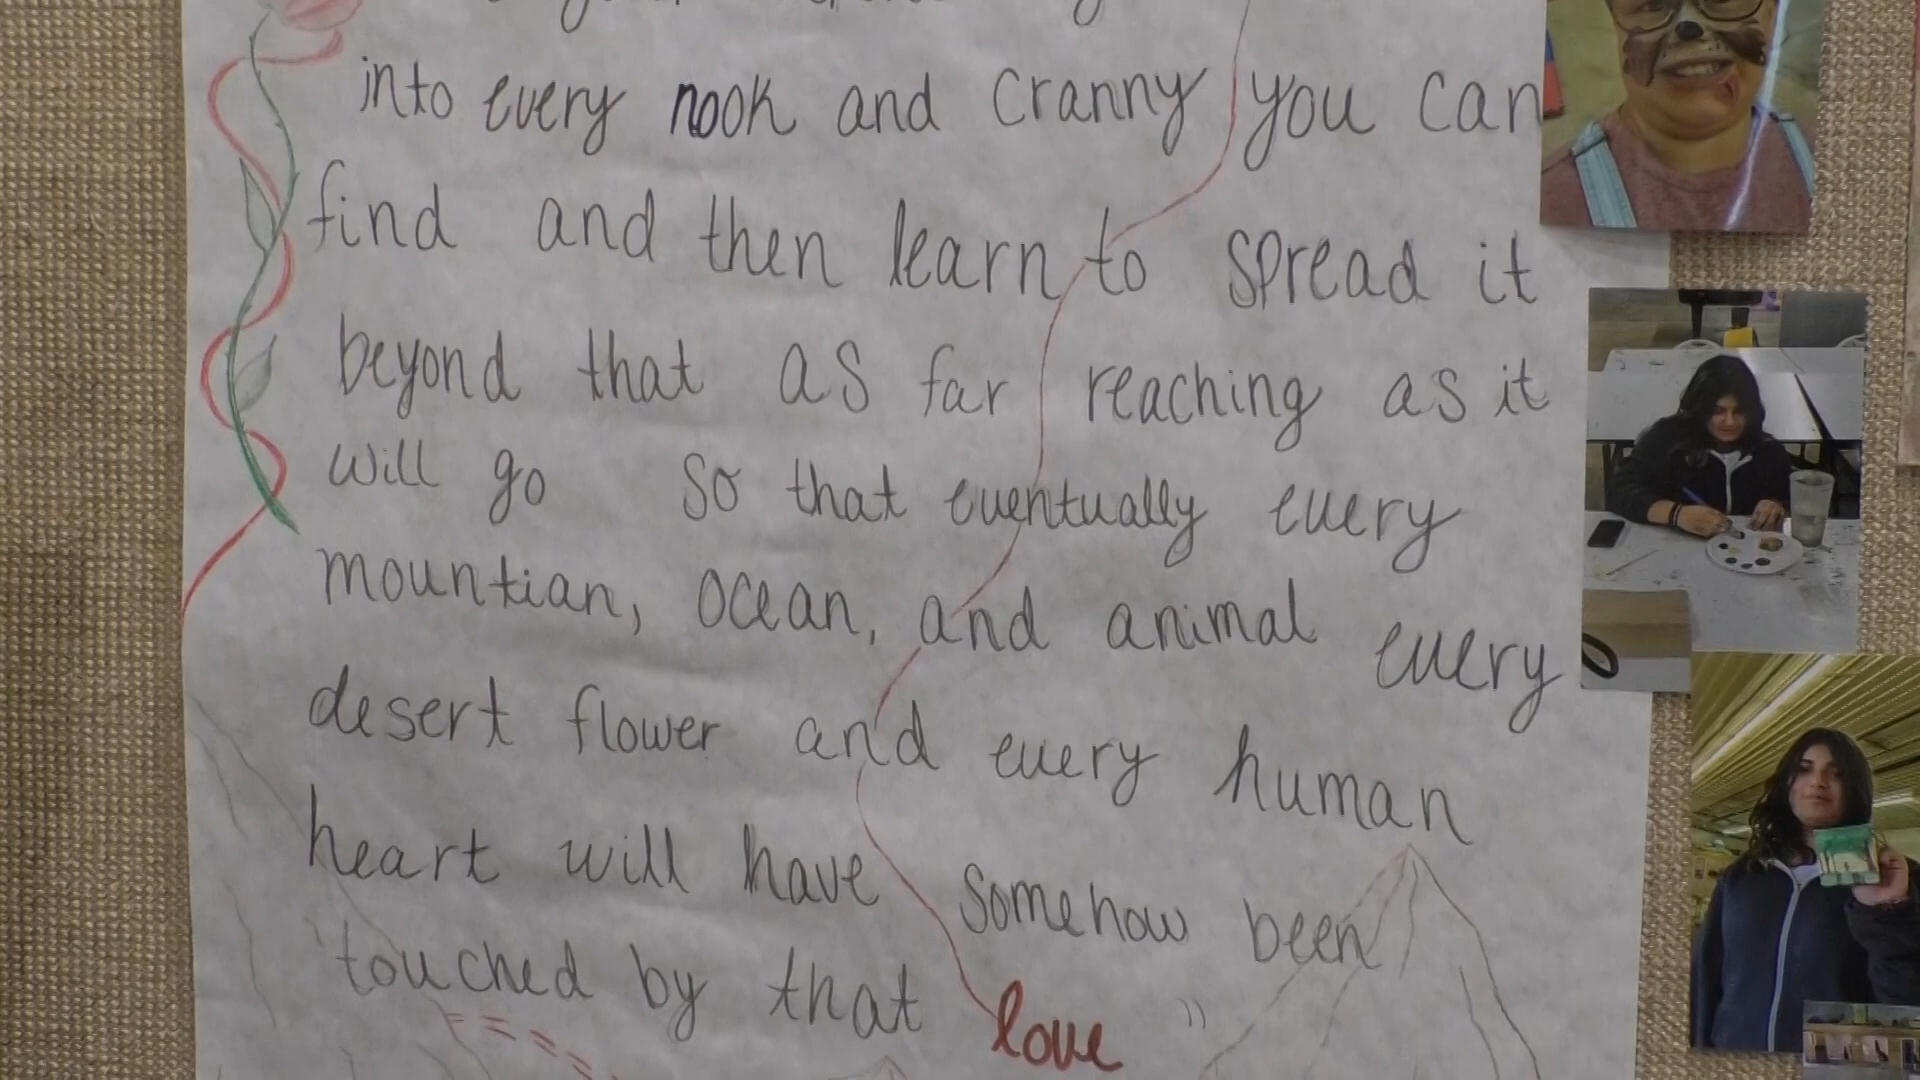 into every nook and cranny you can
find and then learn to spread it
beyond that as far reaching as it
will go so that eventually every
mountian, ocean, and animal every
desert flower and every human
heart will have somehow been
touched by that love "